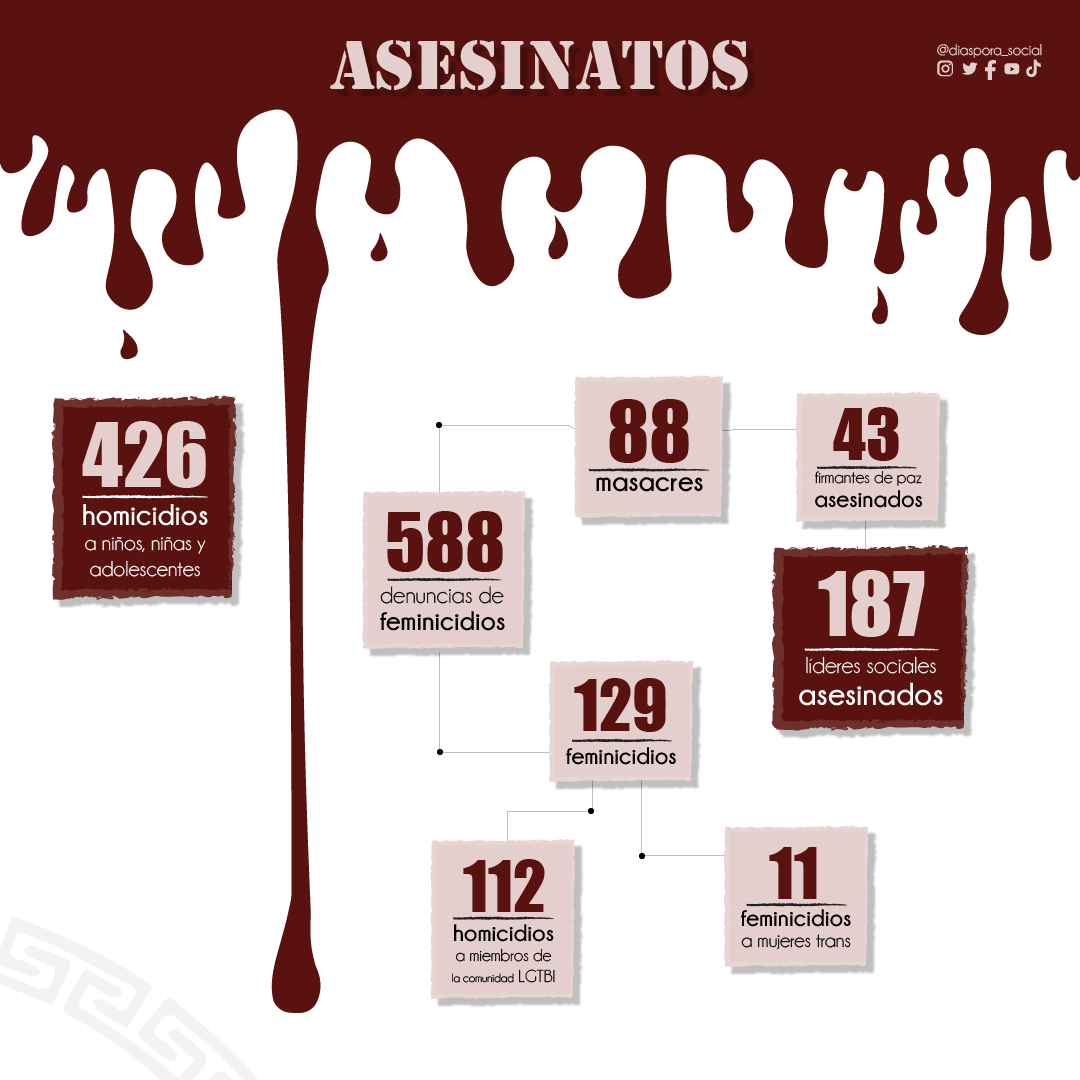 ASESINATOS
@diaspora_social
426
homicidios
a niños, niñas y
adolescentes
588
denuncias de
feminicidios
88
masacres
43
firmantes de paz
asesinados
187
líderes sociales
asesinados
129
feminicidios
112
homicidios
a miembros de
la comunidad LGTBI
11
feminicidios
a mujeres trans